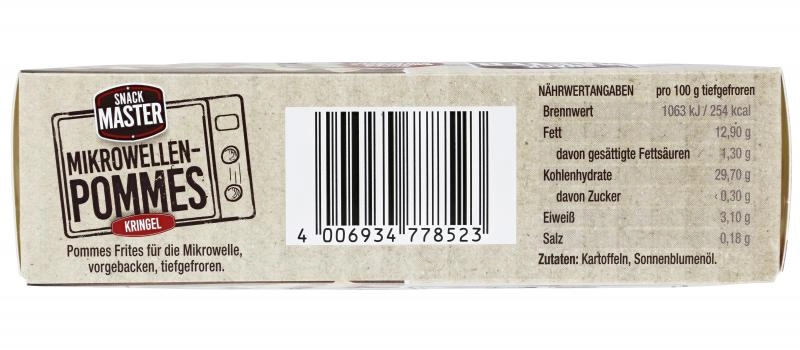 SNACK
MASTER
MIKROWELLEN-
POMMES
KRINGEL
Pommes Frites für die Mikrowelle,
vorgebacken, tiefgefroren.
4 006934 778523
NÄHRWERTANGABEN pro 100 g tiefgefroren
Brennwert 1063 kJ / 254 kcal
Fett 12,90 g
davon gesättigte Fettsäuren 1,30 g
Kohlenhydrate 29,70 g
davon Zucker 0,30 g
Eiweiß 3,10 g
Salz 0,18 g
Zutaten: Kartoffeln, Sonnenblumenöl.